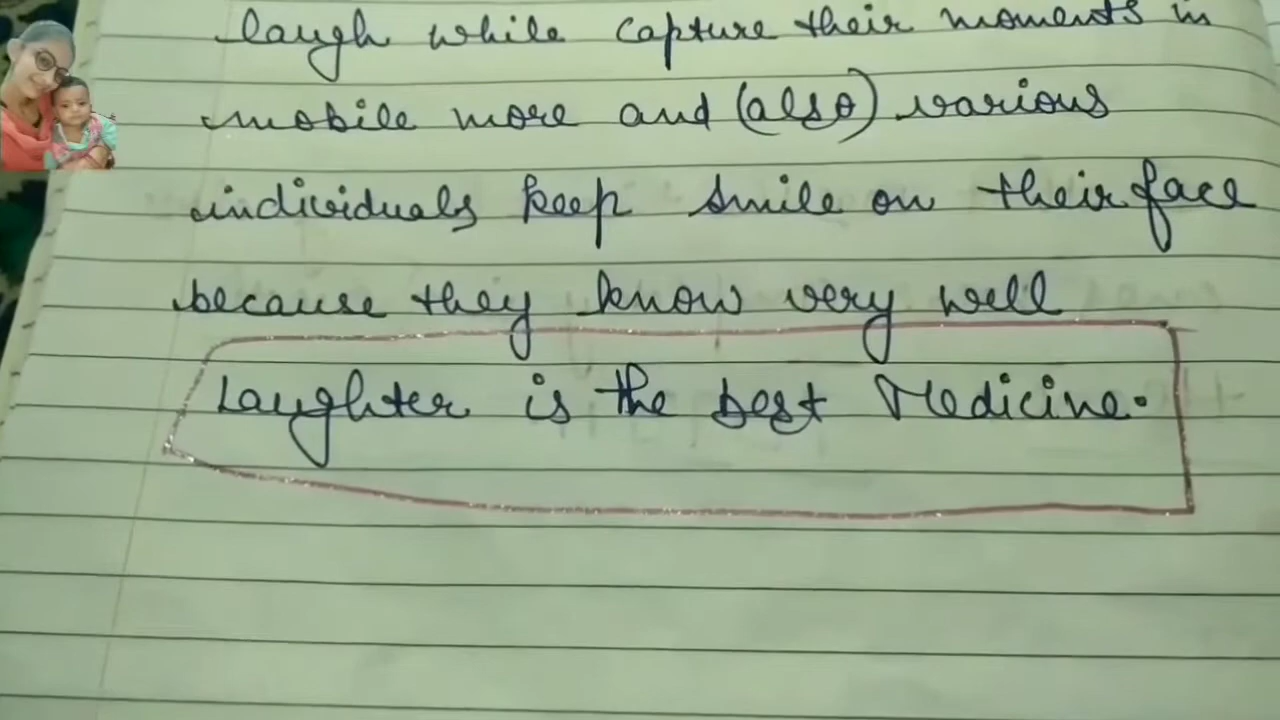 laugh while capture their moments in
mobile more and (also) various
individuals keep smile on their face
because they know very well
Laughter is the best Medicine.